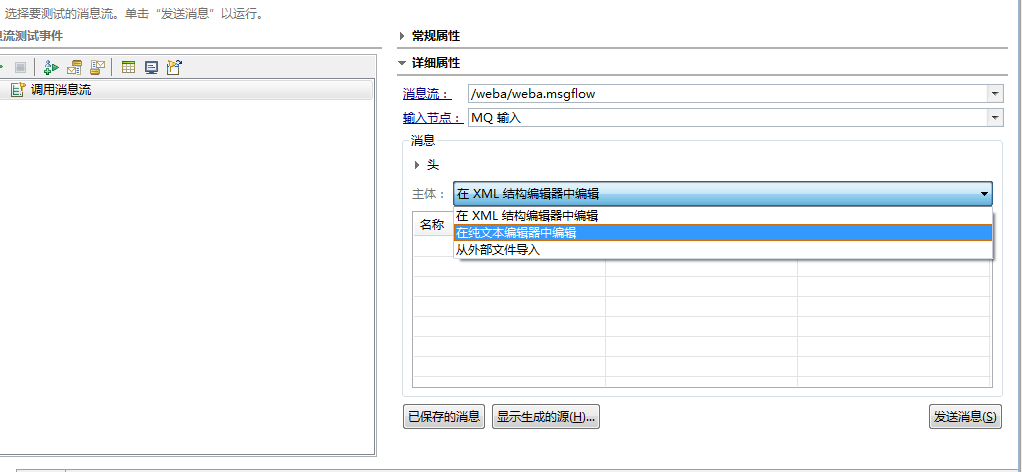 选择要测试的消息流。单击“发送消息”以运行。
流测试事件
常规属性
详细属性
调用消息流
消息流：
/weba/weba.msgflow
输入节点：
MQ 输入
消息
头
主体：
在 XML 结构编辑器中编辑
名称
在 XML 结构编辑器中编辑
在纯文本编辑器中编辑
从外部文件导入
已保存的消息
显示生成的源(H)...
发送消息(S)